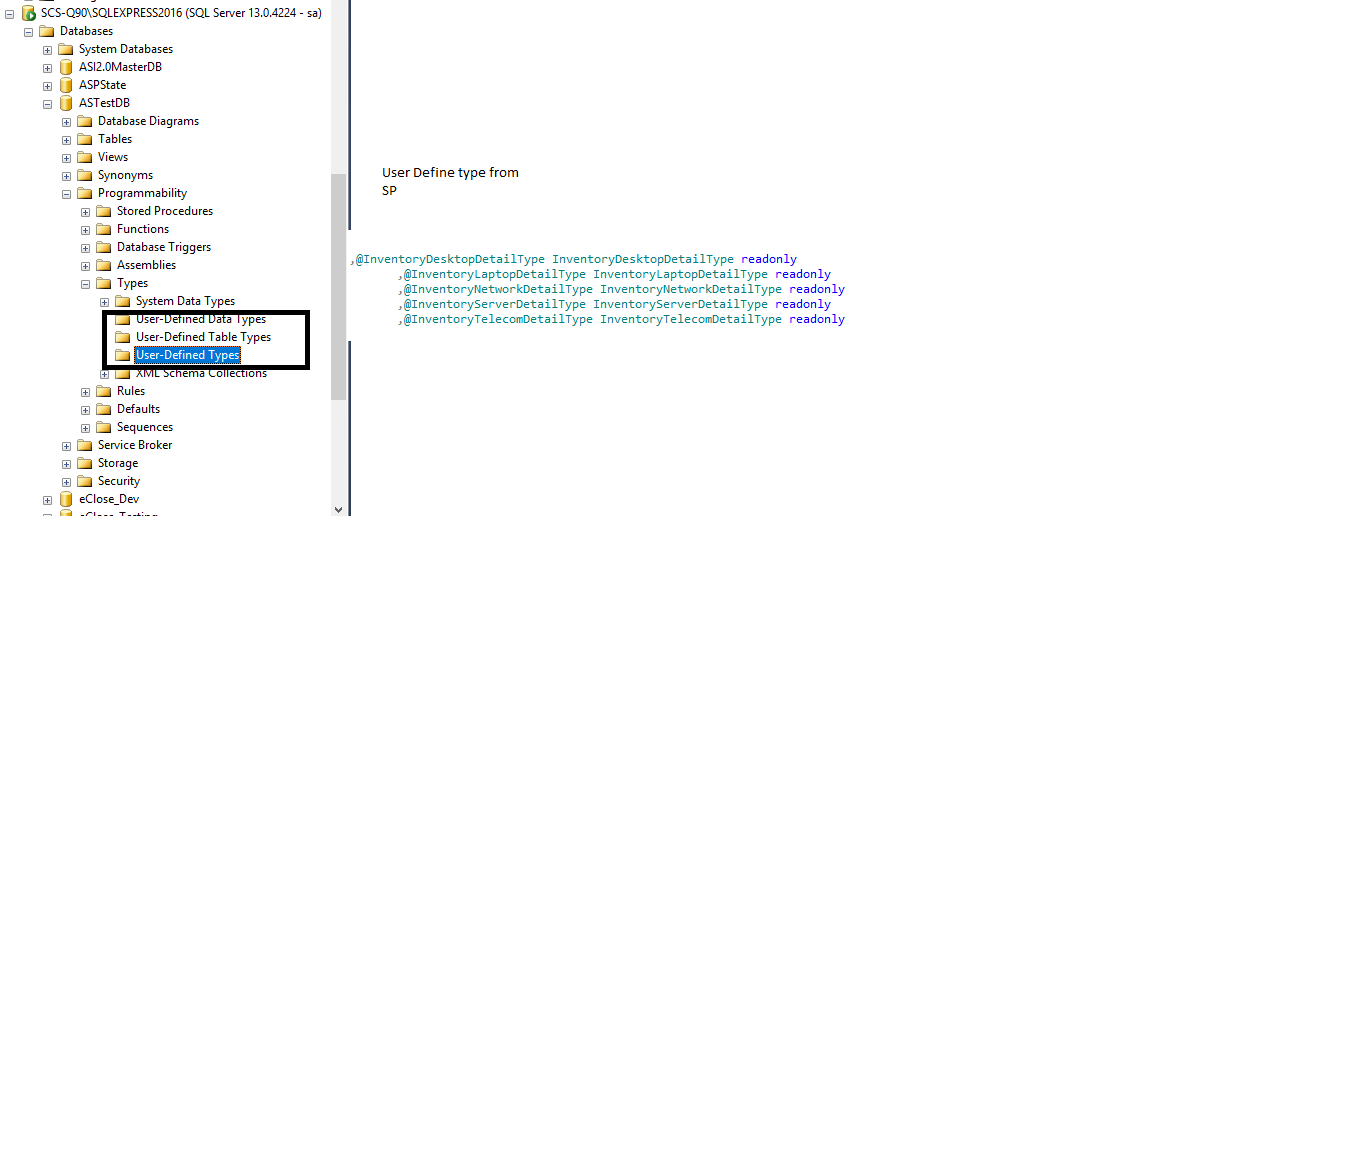 SCS-Q90\SQLEXPRESS2016 (SQL Server 13.0.4224 - sa)
Databases
System Databases
ASI2.0MasterDB
ASPState
ASTestDB
Database Diagrams
Tables
Views
Synonyms
Programmability
Stored Procedures
Functions
Database Triggers
Assemblies
Types
System Data Types
User-Defined Data Types
User-Defined Table Types
User-Defined Types
XML Schema Collections
Rules
Defaults
Sequences
Service Broker
Storage
Security
eClose_Dev
eClose_Testing
User Define type from
SP
,@InventoryDesktopDetailType InventoryDesktopDetailType readonly
,@InventoryLaptopDetailType InventoryLaptopDetailType readonly
,@InventoryNetworkDetailType InventoryNetworkDetailType readonly
,@InventoryServerDetailType InventoryServerDetailType readonly
,@InventoryTelecomDetailType InventoryTelecomDetailType readonly